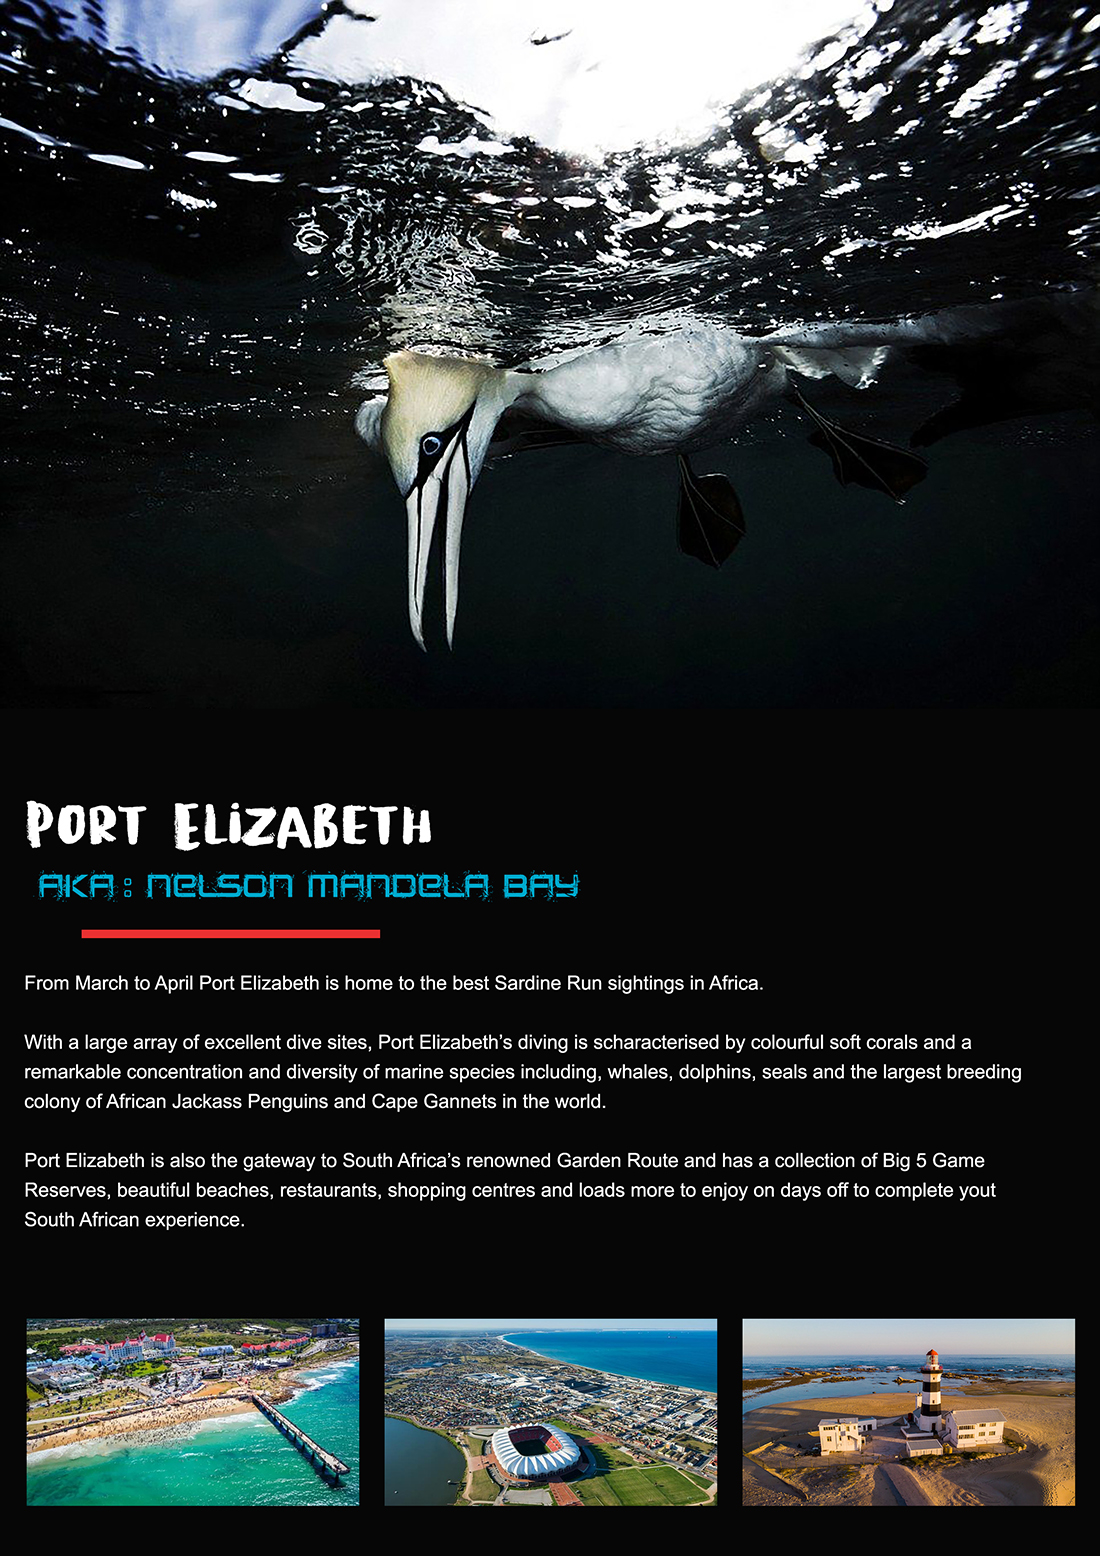 PORT ELiZABETH
AKA: NELSON MANDELA BAY
From March to April Port Elizabeth is home to the best Sardine Run sightings in Africa.
With a large array of excellent dive sites, Port Elizabeth’s diving is scharacterised by colourful soft corals and a
remarkable concentration and diversity of marine species including, whales, dolphins, seals and the largest breeding
colony of African Jackass Penguins and Cape Gannets in the world.
Port Elizabeth is also the gateway to South Africa’s renowned Garden Route and has a collection of Big 5 Game
Reserves, beautiful beaches, restaurants, shopping centres and loads more to enjoy on days off to complete yout
South African experience.